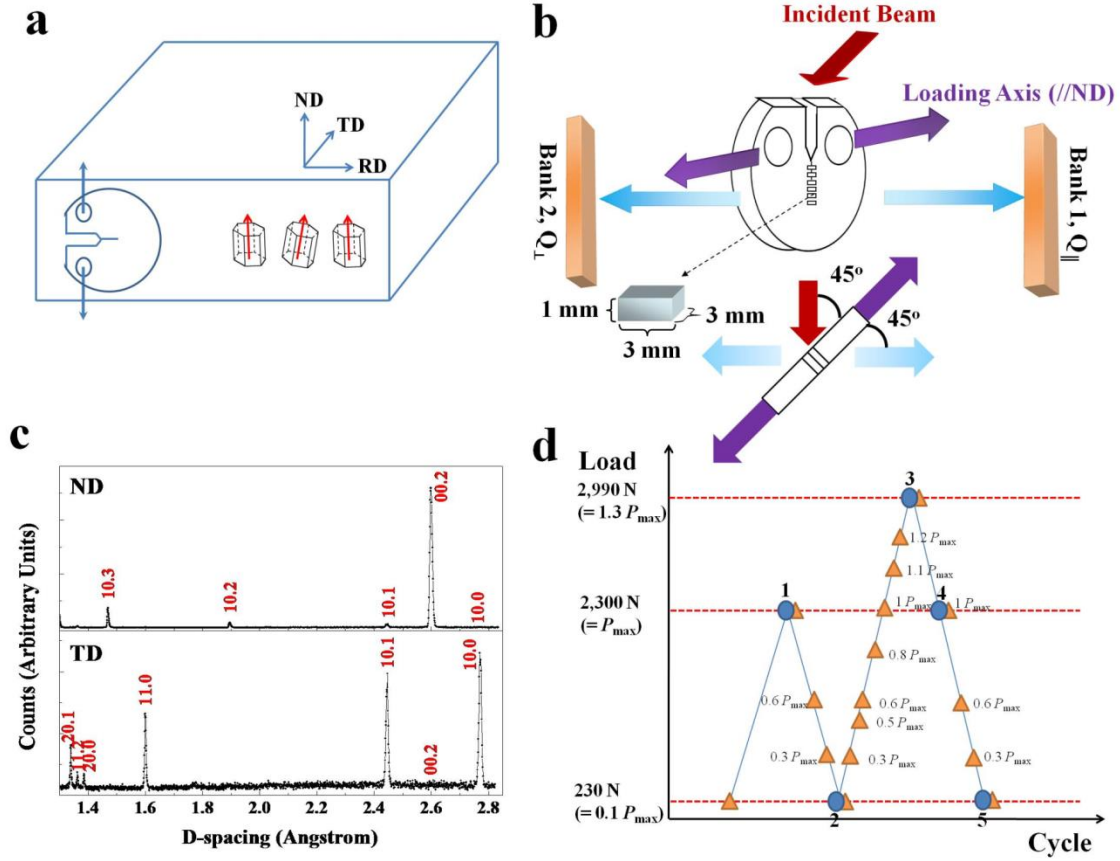 a
ND
TD
RD
b
Incident Beam
Loading Axis (//ND)
Bank 2, Q⊥
Bank 1, Q∥
1 mm
3 mm
3 mm
45°
45°
c
Counts (Arbitrary Units)
ND
10.3
10.2
10.1
00.2
10.0
TD
20.1
11.2
20.0
11.0
10.1
00.2
10.0
1.4 1.6 1.8 2.0 2.2 2.4 2.6 2.8
D-spacing (Angstrom)
d
Load
2,990 N
(= 1.3 Pmax)
2,300 N
(= Pmax)
230 N
(= 0.1 Pmax)
3
1.2 Pmax
1.1 Pmax
1
1 Pmax
4
1 Pmax
0.8 Pmax
0.6 Pmax
0.6 Pmax
0.6 Pmax
0.5 Pmax
0.3 Pmax
0.3 Pmax
0.3 Pmax
2
5
Cycle